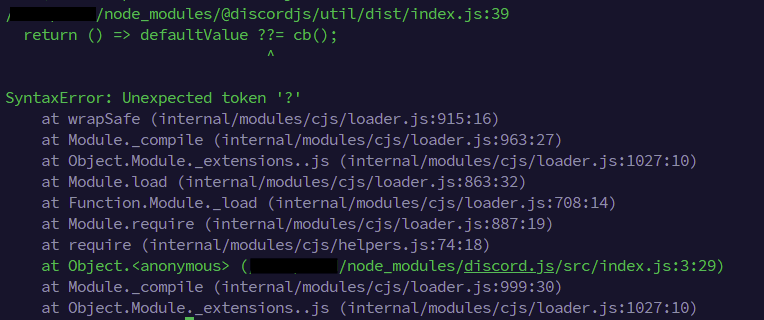 /node_modules/@discordjs/util/dist/index.js:39
return () => defaultValue ??= cb();
^
SyntaxError: Unexpected token '?'
at wrapSafe (internal/modules/cjs/loader.js:915:16)
at Module._compile (internal/modules/cjs/loader.js:963:27)
at Object.Module._extensions..js (internal/modules/cjs/loader.js:1027:10)
at Module.load (internal/modules/cjs/loader.js:863:32)
at Function.Module._load (internal/modules/cjs/loader.js:708:14)
at Module.require (internal/modules/cjs/loader.js:887:19)
at require (internal/modules/cjs/helpers.js:74:18)
at Object.<anonymous> (/node_modules/discord.js/src/index.js:3:29)
at Module._compile (internal/modules/cjs/loader.js:999:30)
at Object.Module._extensions..js (internal/modules/cjs/loader.js:1027:10)